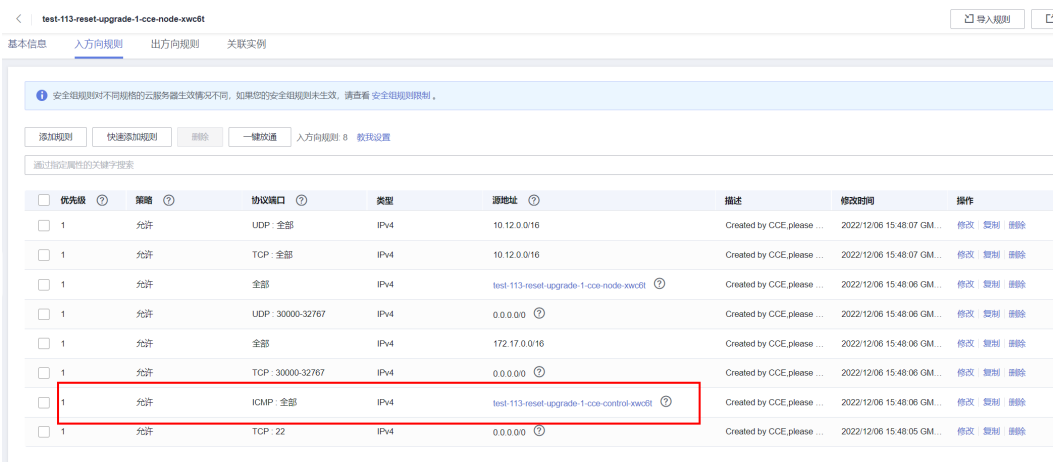 test-113-reset-upgrade-1-cce-node-xwc6t 导入规则
基本信息 入方向规则 出方向规则 关联实例
安全组规则对不同规格的云服务器生效情况不同，如果您的安全组规则未生效，请查看 安全组规则限制 。
添加规则 快速添加规则 删除 一键放通 入方向规则: 8 教我设置
通过指定属性的关键字搜索
优先级 策略 协议端口 类型 源地址 描述 修改时间 操作
1 允许 UDP : 全部 IPv4 10.12.0.0/16 Created by CCE,please ... 2022/12/06 15:48:07 GM... 修改 复制 删除
1 允许 TCP : 全部 IPv4 10.12.0.0/16 Created by CCE,please ... 2022/12/06 15:48:07 GM... 修改 复制 删除
1 允许 全部 IPv4 test-113-reset-upgrade-1-cce-node-xwc6t Created by CCE,please ... 2022/12/06 15:48:06 GM... 修改 复制 删除
1 允许 UDP : 30000-32767 IPv4 0.0.0.0/0 Created by CCE,please ... 2022/12/06 15:48:06 GM... 修改 复制 删除
1 允许 全部 IPv4 172.17.0.0/16 Created by CCE,please ... 2022/12/06 15:48:06 GM... 修改 复制 删除
1 允许 TCP : 30000-32767 IPv4 0.0.0.0/0 Created by CCE,please ... 2022/12/06 15:48:06 GM... 修改 复制 删除
1 允许 ICMP : 全部 IPv4 test-113-reset-upgrade-1-cce-control-xwc6t Created by CCE,please ... 2022/12/06 15:48:06 GM... 修改 复制 删除
1 允许 TCP : 22 IPv4 0.0.0.0/0 Created by CCE,please ... 2022/12/06 15:48:05 GM... 修改 复制 删除